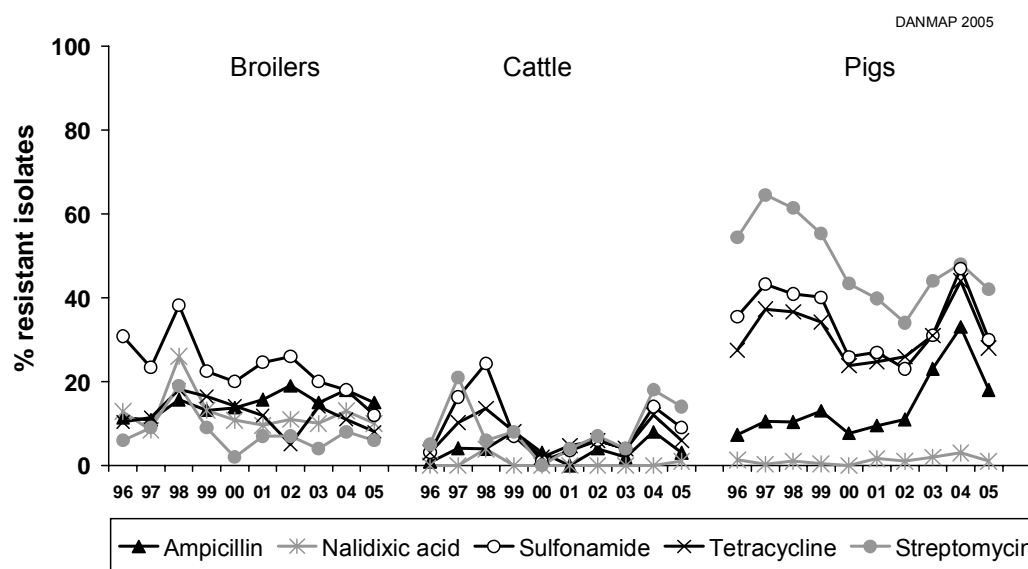 DANMAP 2005
Broilers Cattle Pigs
% resistant isolates
100
80
60
40
20
0
96 97 98 99 00 01 02 03 04 05 96 97 98 99 00 01 02 03 04 05 96 97 98 99 00 01 02 03 04 05
Ampicillin Nalidixic acid Sulfonamide Tetracycline Streptomycin